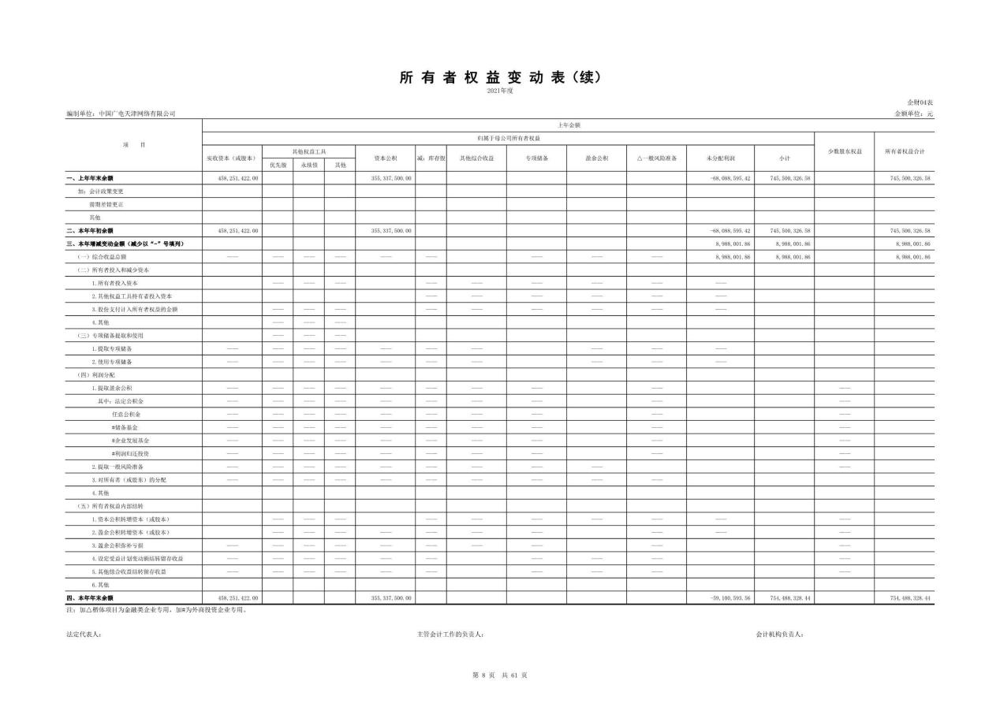 所 有 者 权 益 变 动 表（续）
2021年度
企财04表
编制单位：中国广电天津网络有限公司 金额单位：元
项 目 上年金额
归属于母公司所有者权益 少数股东权益 所有者权益合计
实收资本（或股本） 其他权益工具 资本公积 减：库存股 其他综合收益 专项储备 盈余公积 △一般风险准备 未分配利润 小计
优先股 永续债 其他
一、上年年末余额 458,251,422.00 355,337,500.00 -68,088,595.42 745,500,326.58 745,500,326.58
加：会计政策变更
前期差错更正
其他
二、本年年初余额 458,251,422.00 355,337,500.00 -68,088,595.42 745,500,326.58 745,500,326.58
三、本年增减变动金额（减少以“-”号填列） 8,988,001.86 8,988,001.86 8,988,001.86
（一）综合收益总额 —— —— —— —— —— —— —— —— —— 8,988,001.86 8,988,001.86 8,988,001.86
（二）所有者投入和减少资本
1.所有者投入资本 —— —— —— —— —— —— —— —— ——
2.其他权益工具持有者投入资本 —— —— —— —— —— ——
3.股份支付计入所有者权益的金额 —— —— —— —— —— —— —— —— ——
4.其他 —— —— ——
（三）专项储备提取和使用 —— —— ——
1.提取专项储备 —— —— —— —— —— —— —— —— —— ——
2.使用专项储备 —— —— —— —— —— —— —— —— —— ——
（四）利润分配
1.提取盈余公积 —— —— —— —— —— —— —— —— —— ——
其中：法定公积金 —— —— —— —— —— —— —— —— —— ——
任意公积金 —— —— —— —— —— —— —— —— —— ——
#储备基金 —— —— —— —— —— —— —— —— —— ——
#企业发展基金 —— —— —— —— —— —— —— —— —— ——
#利润归还投资 —— —— —— —— —— —— —— —— —— ——
2.提取一般风险准备 —— —— —— —— —— —— —— —— —— ——
3.对所有者（或股东）的分配 —— —— —— —— —— —— —— —— —— ——
4.其他
（五）所有者权益内部结转
1.资本公积转增资本（或股本） —— —— —— —— —— —— —— —— —— ——
2.盈余公积转增资本（或股本） —— —— —— —— —— —— —— —— —— ——
3.盈余公积弥补亏损 —— —— —— —— —— —— —— —— —— ——
4.设定受益计划变动额结转留存收益 —— —— —— —— —— —— —— —— —— ——
5.其他综合收益结转留存收益 —— —— —— —— —— —— —— —— —— ——
6.其他
四、本年年末余额 458,251,422.00 355,337,500.00 -59,100,593.56 754,488,328.44 754,488,328.44
注：加△楷体项目为金融类企业专用，加#为外商投资企业专用。
法定代表人： 主管会计工作的负责人： 会计机构负责人：
第 8 页 共 61 页